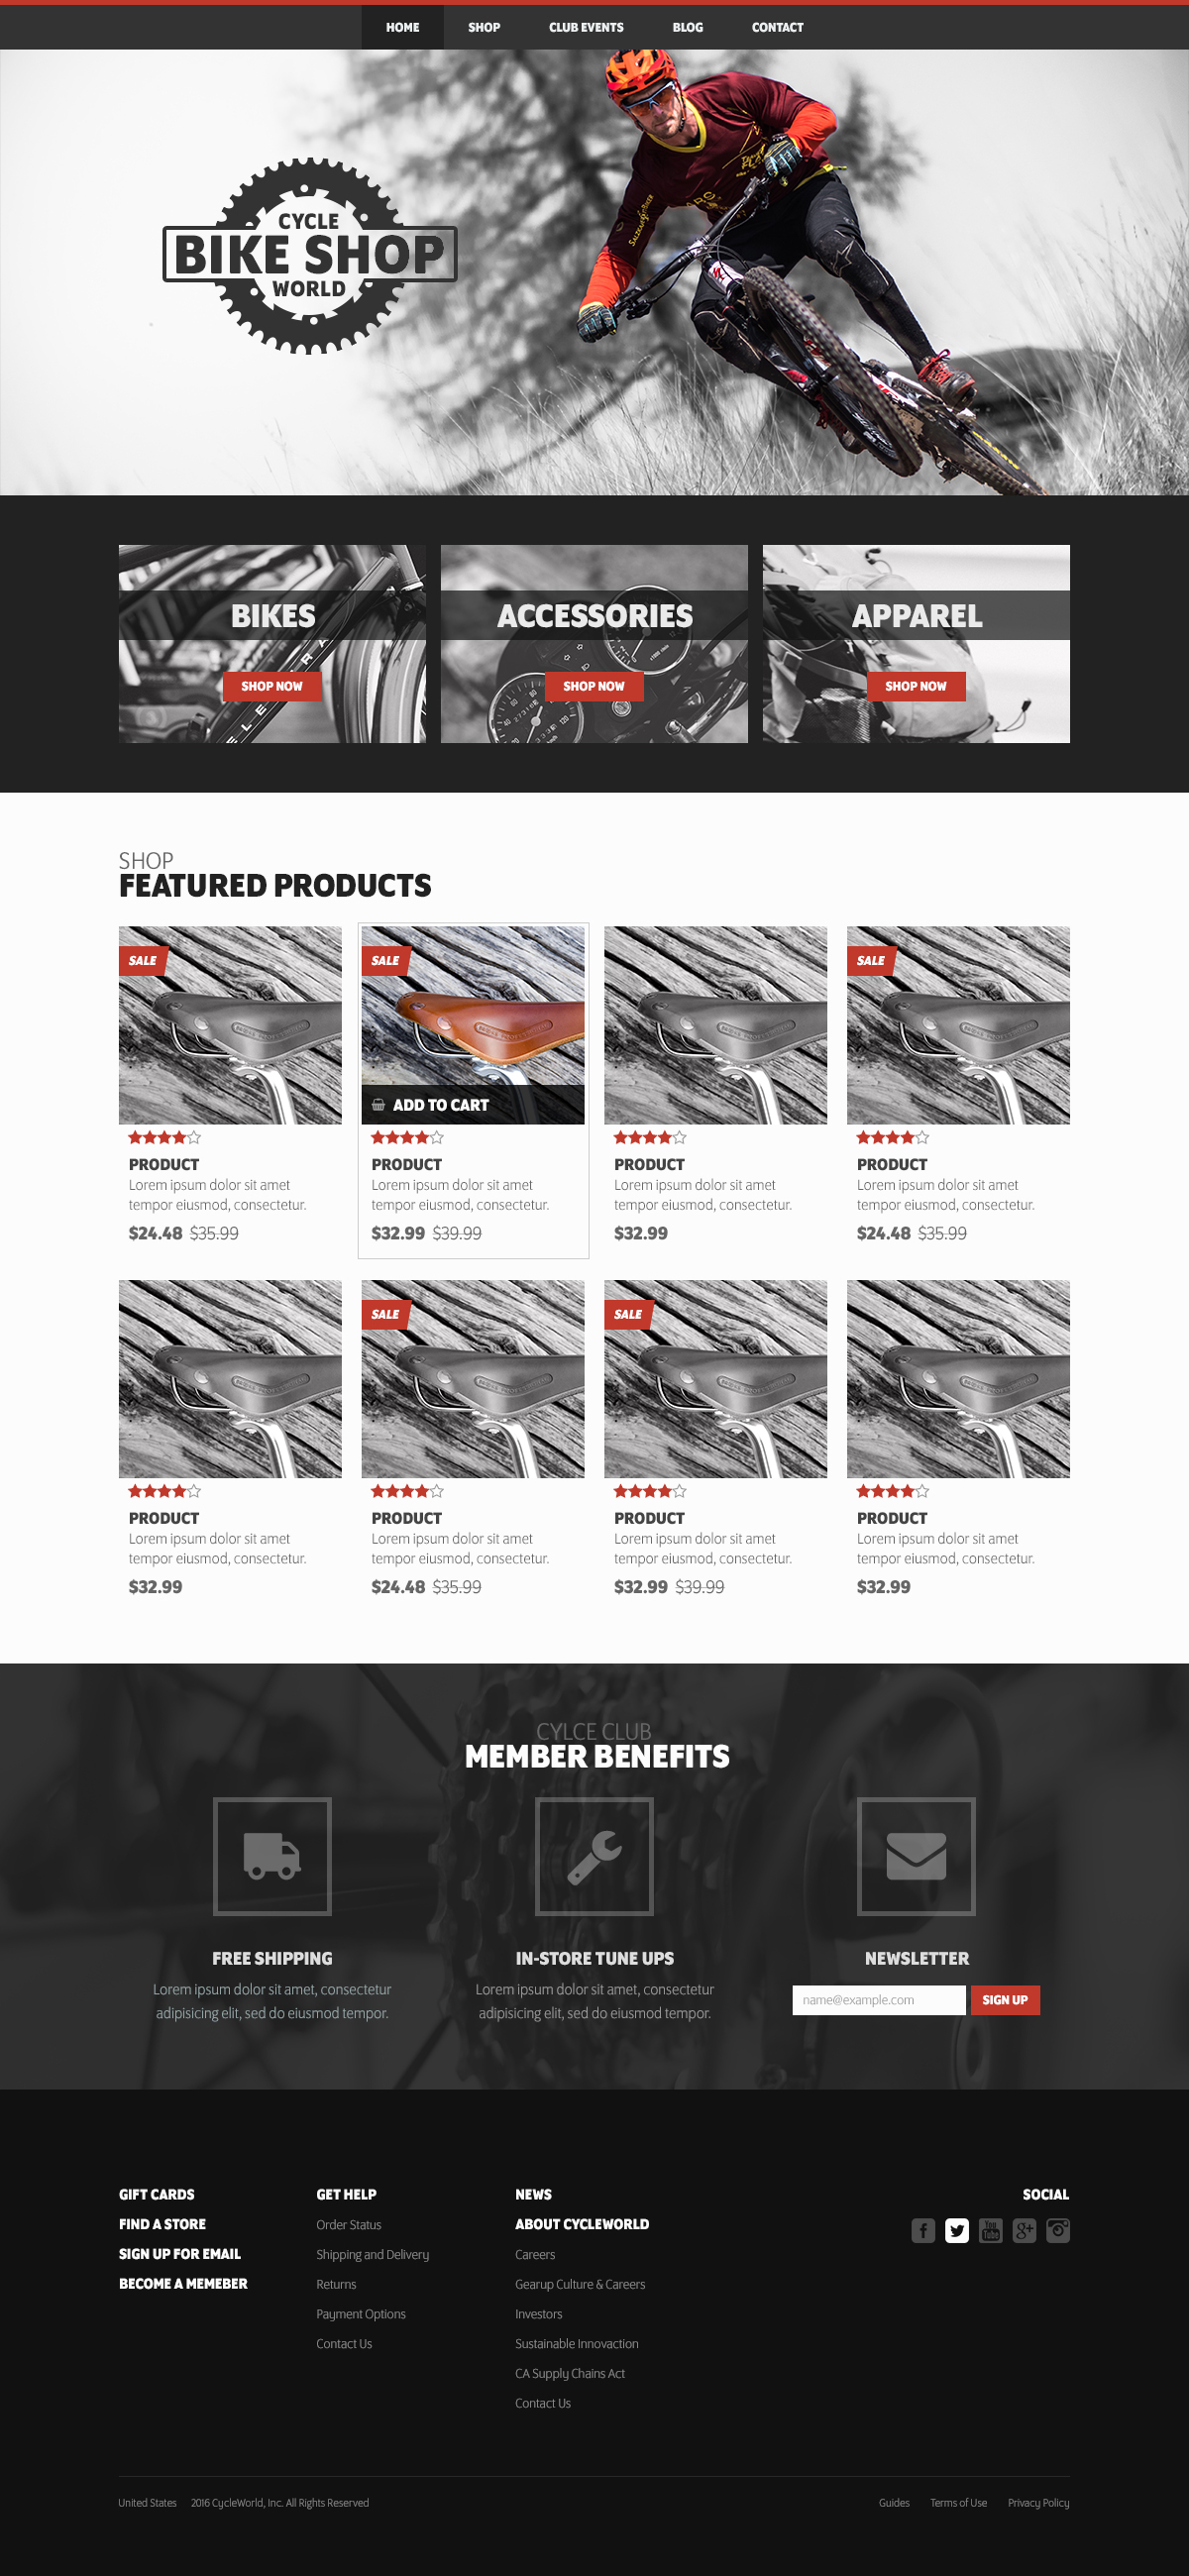 HOME SHOP CLUB EVENTS BLOG CONTACT
CYCLE
BIKE SHOP
WORLD
BIKES ACCESSORIES APPAREL
SHOP NOW SHOP NOW SHOP NOW
SHOP
FEATURED PRODUCTS
SALE SALE SALE
ADD TO CART
PRODUCT PRODUCT PRODUCT PRODUCT
Lorem ipsum dolor sit amet Lorem ipsum dolor sit amet Lorem ipsum dolor sit amet Lorem ipsum dolor sit amet
tempor eiusmod, consectetur. tempor eiusmod, consectetur. tempor eiusmod, consectetur. tempor eiusmod, consectetur.
$24.48 $35.99 $32.99 $39.99 $32.99 $24.48 $35.99
SALE SALE
PRODUCT PRODUCT PRODUCT PRODUCT
Lorem ipsum dolor sit amet Lorem ipsum dolor sit amet Lorem ipsum dolor sit amet Lorem ipsum dolor sit amet
tempor eiusmod, consectetur. tempor eiusmod, consectetur. tempor eiusmod, consectetur. tempor eiusmod, consectetur.
$32.99 $24.48 $35.99 $32.99 $39.99 $32.99
CYLCE CLUB
MEMBER BENEFITS
FREE SHIPPING
Lorem ipsum dolor sit amet, consectetur
adipisicing elit, sed do eiusmod tempor.
IN-STORE TUNE UPS
Lorem ipsum dolor sit amet, consectetur
adipisicing elit, sed do eiusmod tempor.
NEWSLETTER
name@example.com SIGN UP
GIFT CARDS
FIND A STORE
SIGN UP FOR EMAIL
BECOME A MEMEBER
GET HELP
Order Status
Shipping and Delivery
Returns
Payment Options
Contact Us
NEWS
ABOUT CYCLEWORLD
Careers
Gearup Culture & Careers
Investors
Sustainable Innovaction
CA Supply Chains Act
Contact Us
SOCIAL
You Tube
United States 2016 CycleWorld, Inc. All Rights Reserved
Guides Terms of Use Privacy Policy